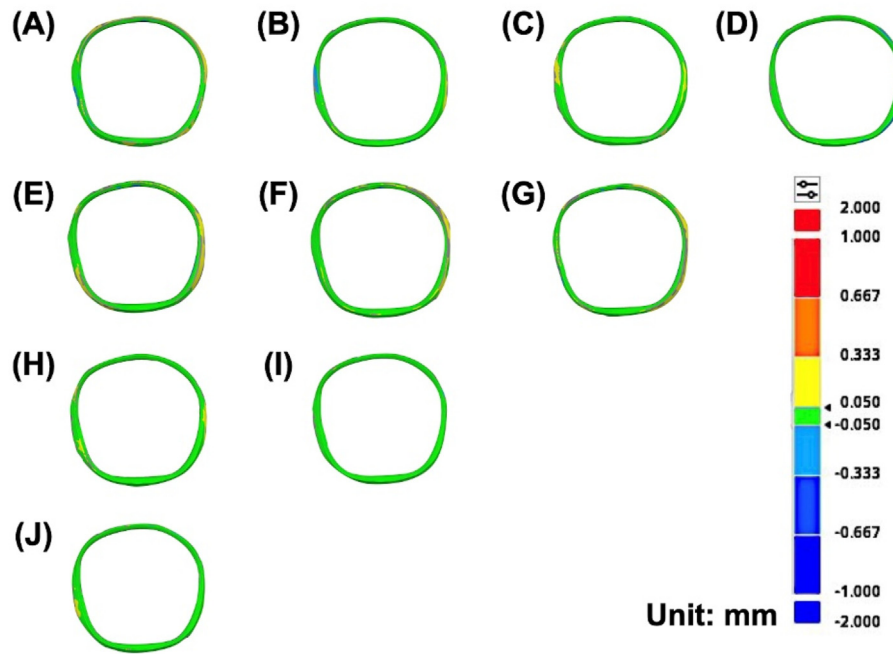 (A) (B) (C) (D)
(E) (F) (G)
2.000
1.000
0.667
0.333
0.050
-0.050
-0.333
-0.667
-1.000
-2.000
(H) (I)
(J)
Unit: mm